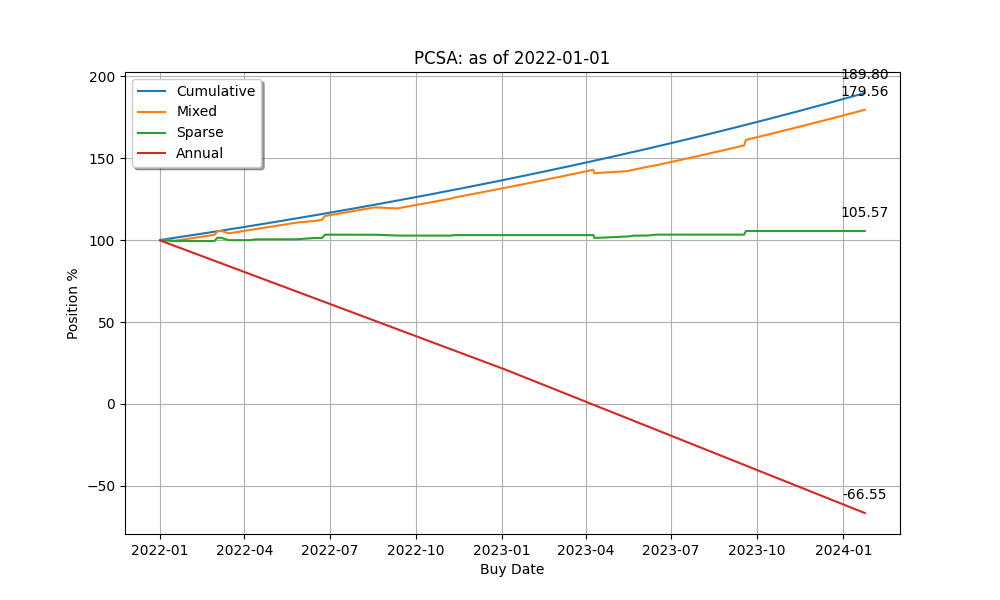 PCSA: as of 2022-01-01
Cumulative
Mixed
Sparse
Annual
189.80
179.56
105.57
-66.55
200
150
100
50
0
−50
Position %
2022-01 2022-04 2022-07 2022-10 2023-01 2023-04 2023-07 2023-10 2024-01
Buy Date